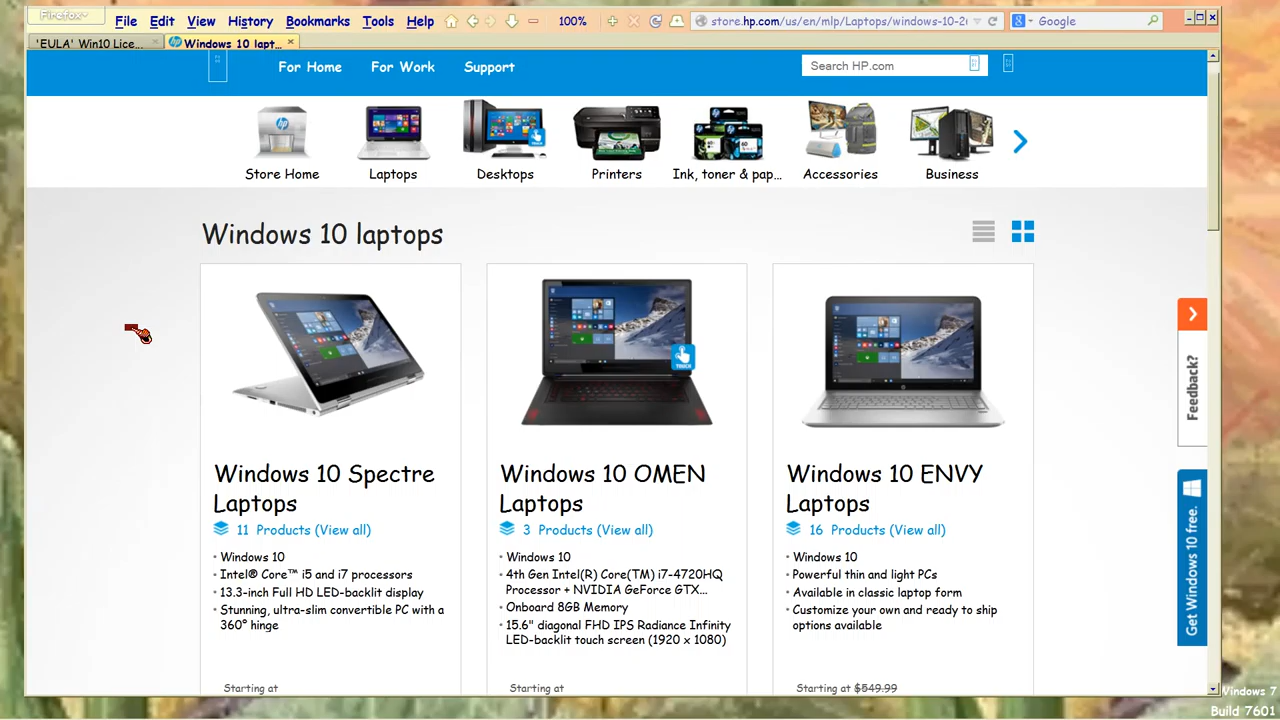 Firefox
File Edit View History Bookmarks Tools Help
100%
store.hp.com/us/en/mlp/Laptops/windows-10-2
Google
'EULA' Win10 Lice...
Windows 10 lapt...
For Home For Work Support
Search HP.com
Store Home Laptops Desktops Printers Ink, toner & pap... Accessories Business
Windows 10 laptops
TOUCH
Windows 10 Spectre
Laptops
11 Products (View all)
• Windows 10
• Intel® Core™ i5 and i7 processors
• 13.3-inch Full HD LED-backlit display
• Stunning, ultra-slim convertible PC with a
360° hinge
Starting at
Windows 10 OMEN
Laptops
3 Products (View all)
• Windows 10
• 4th Gen Intel(R) Core(TM) i7-4720HQ
Processor + NVIDIA GeForce GTX...
• Onboard 8GB Memory
• 15.6" diagonal FHD IPS Radiance Infinity
LED-backlit touch screen (1920 x 1080)
Starting at
Windows 10 ENVY
Laptops
16 Products (View all)
• Windows 10
• Powerful thin and light PCs
• Available in classic laptop form
• Customize your own and ready to ship
options available
Starting at $549.99
Feedback?
Get Windows 10 free.
Windows 7
Build 7601